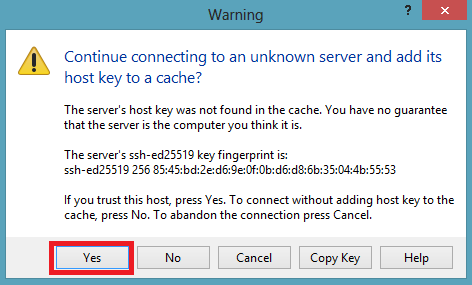 Warning
?
Continue connecting to an unknown server and add its
host key to a cache?
The server's host key was not found in the cache. You have no guarantee
that the server is the computer you think it is.
The server's ssh-ed25519 key fingerprint is:
ssh-ed25519 256 85:45:bd:2e:d6:9e:0f:0b:d6:d8:6b:35:04:4b:55:53
If you trust this host, press Yes. To connect without adding host key to the
cache, press No. To abandon the connection press Cancel.
Yes No Cancel Copy Key Help